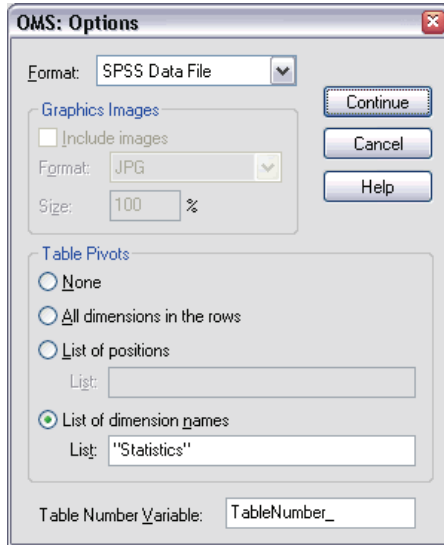 OMS: Options
Format: SPSS Data File
Continue
Graphics Images
Include images
Cancel
Format: JPG
Help
Size: 100 %
Table Pivots
None
All dimensions in the rows
List of positions
List:
List of dimension names
List: "Statistics"
Table Number Variable: TableNumber_